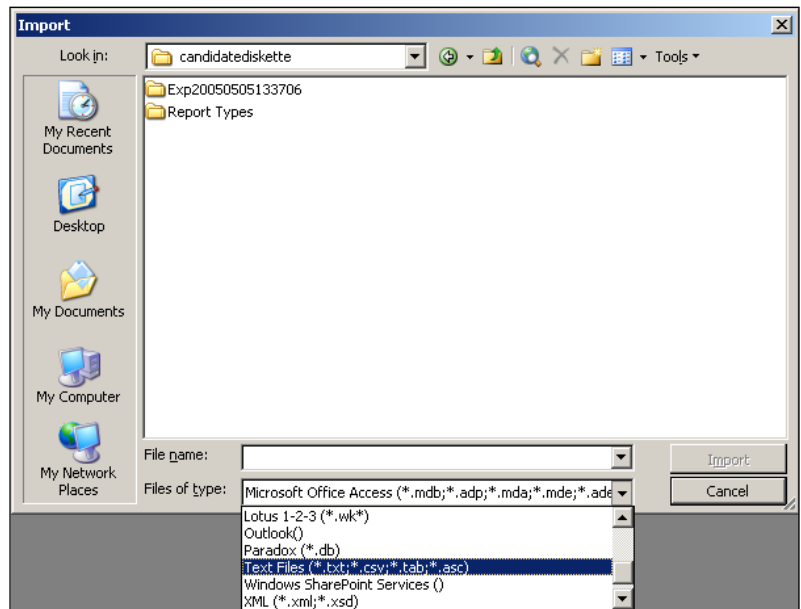 Import
Look in:
candidatediskette
Tools
Exp20050505133706
Report Types
My Recent
Documents
Desktop
My Documents
My Computer
My Network
Places
File name:
Import
Files of type:
Microsoft Office Access (*.mdb;*.adp;*.mda;*.mde;*.ade
Cancel
Lotus 1-2-3 (*.wk*)
Outlook()
Paradox (*.db)
Text Files (*.txt;*.csv;*.tab;*.asc)
Windows SharePoint Services ()
XML (*.xml;*.xsd)